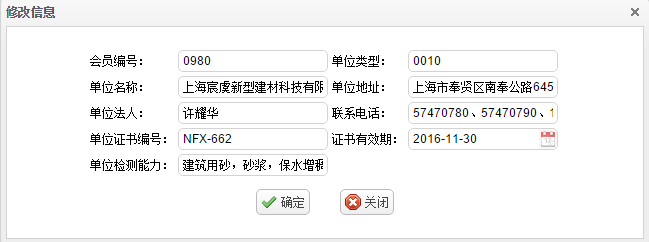 修改信息
会员编号： 0980 单位类型： 0010
单位名称： 上海宸虔新型建材科技有限 单位地址： 上海市奉贤区南奉公路645
单位法人： 许耀华 联系电话： 57470780、57470790、1
单位证书编号： NFX-662 证书有效期： 2016-11-30
单位检测能力： 建筑用砂，砂浆，保水增稠
确定 关闭